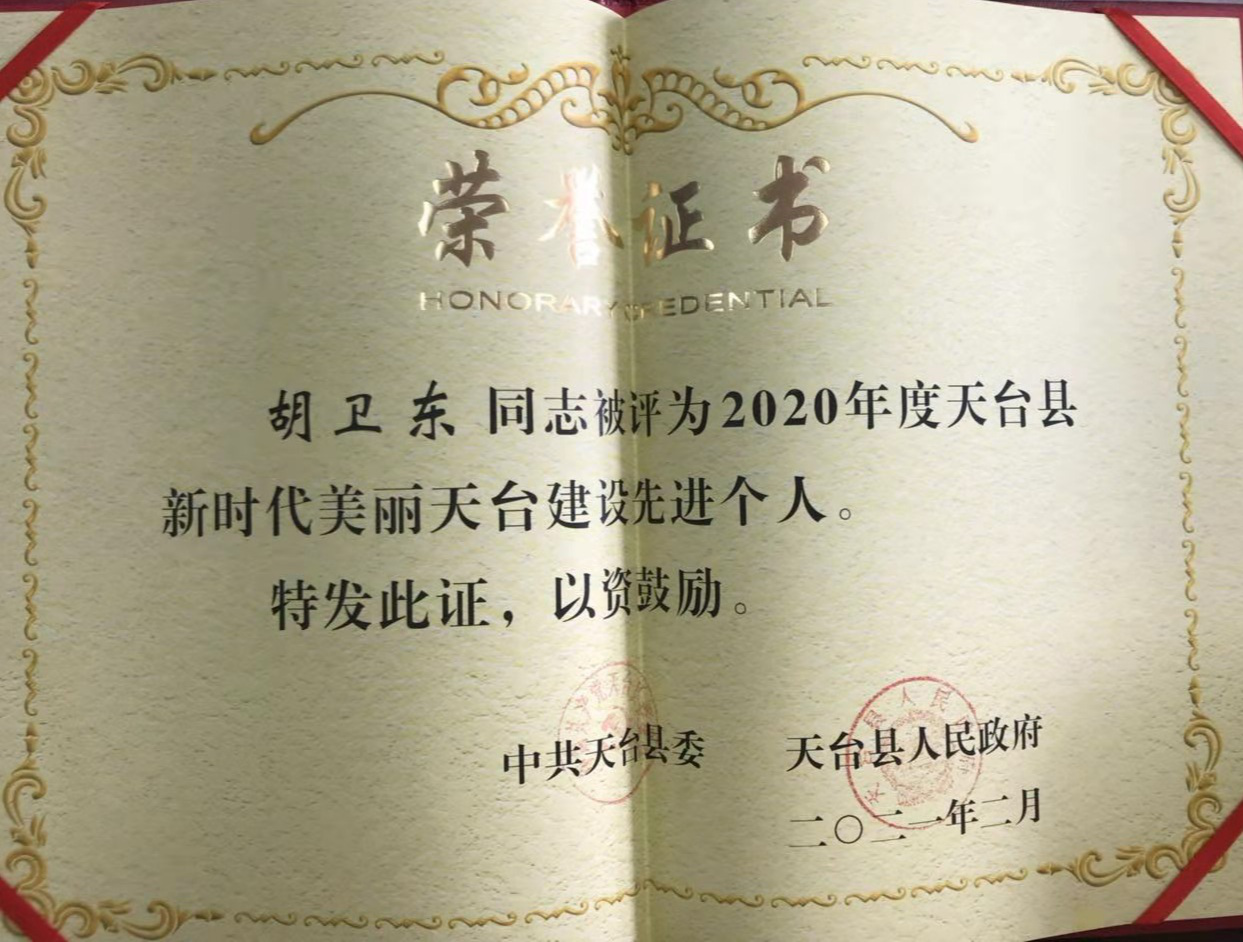 荣誉证书
HONORARY CREDENTIAL
胡卫东 同志被评为2020年度天台县
新时代美丽天台建设先进个人。
特发此证，以资鼓励。
中共天台县委 天台县人民政府
二〇二一年二月